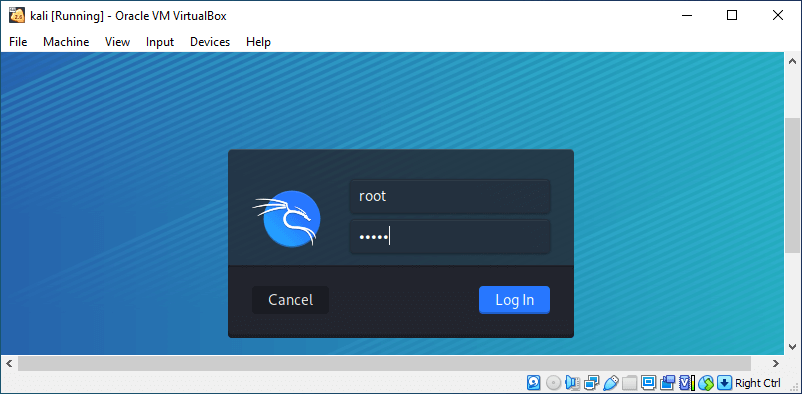 kali [Running] - Oracle VM VirtualBox
File Machine View Input Devices Help
root
•••••
Cancel Log In
Right Ctrl